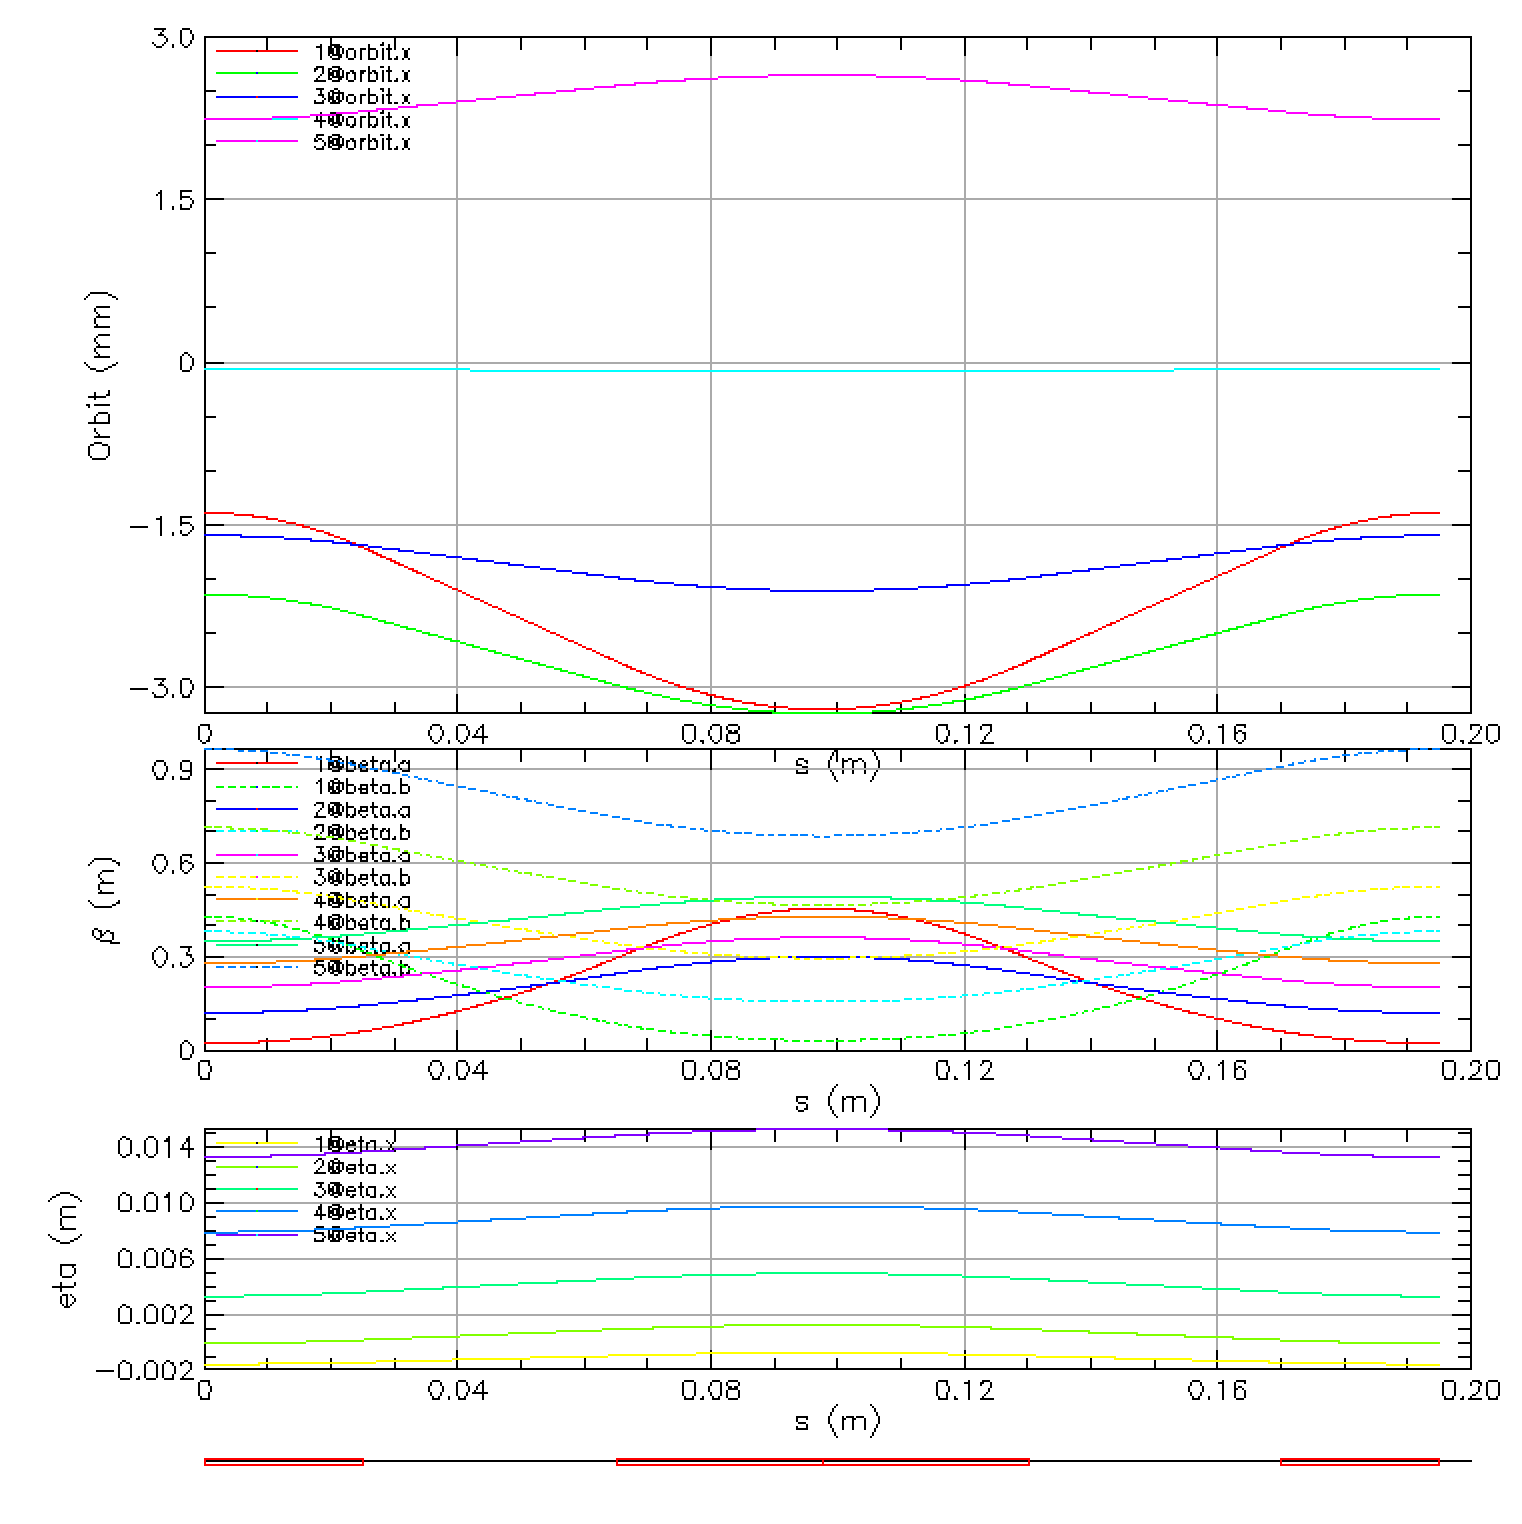 3.0
1@orbit.x
2@orbit.x
3@orbit.x
4@orbit.x
5@orbit.x
1.5
0
-1.5
-3.0
Orbit (mm)
0 0.04 0.08 0.12 0.16 0.20
s (m)
0.9
1@beta.a
1@beta.b
2@beta.a
2@beta.b
3@beta.a
3@beta.b
4@beta.a
4@beta.b
5@beta.a
5@beta.b
0.6
0.3
0
β (m)
0 0.04 0.08 0.12 0.16 0.20
s (m)
0.014
1@eta.x
2@eta.x
3@eta.x
4@eta.x
5@eta.x
0.010
0.006
0.002
-0.002
eta (m)
0 0.04 0.08 0.12 0.16 0.20
s (m)